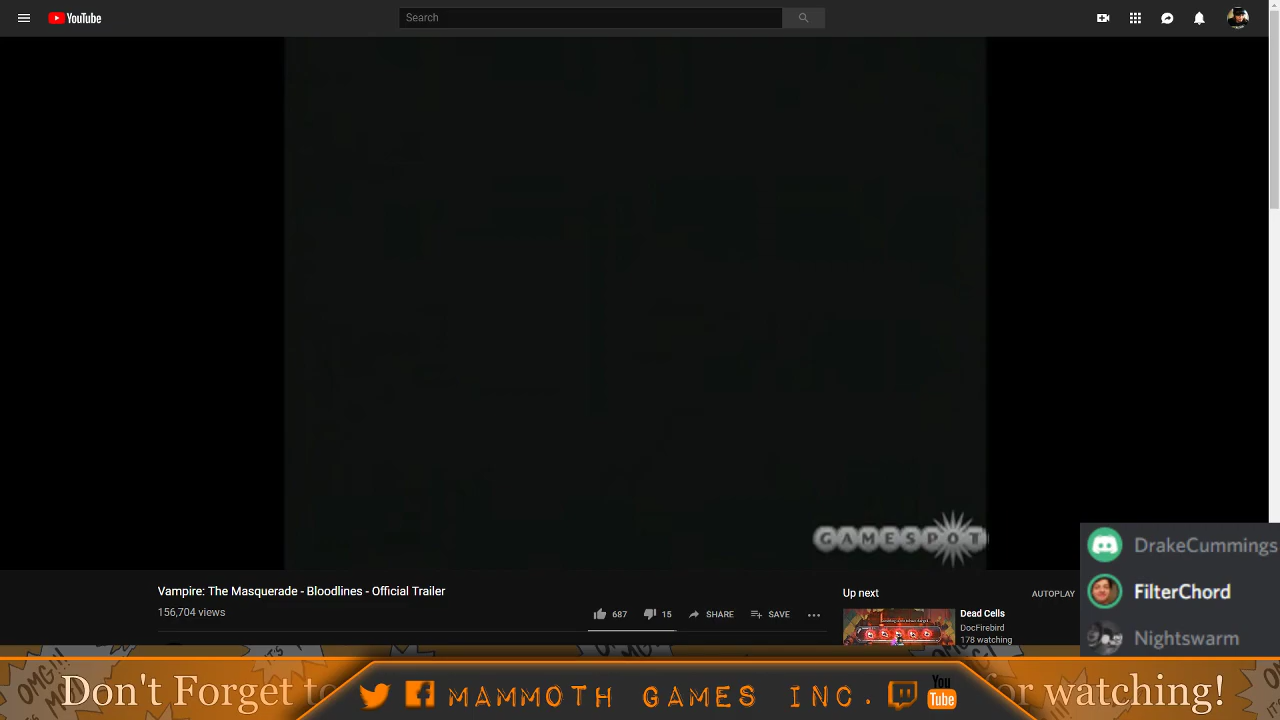 YouTube
Search
GAMESPOT
Vampire: The Masquerade - Bloodlines - Official Trailer
156,704 views
687
15
SHARE
SAVE
Up next
AUTOPLAY
Dead Cells
DocFirebird
178 watching
DrakeCummings
FilterChord
Nightswarm
Don't Forget to
MAMMOTH GAMES INC.
You
Tube
for watching!
OMG!!